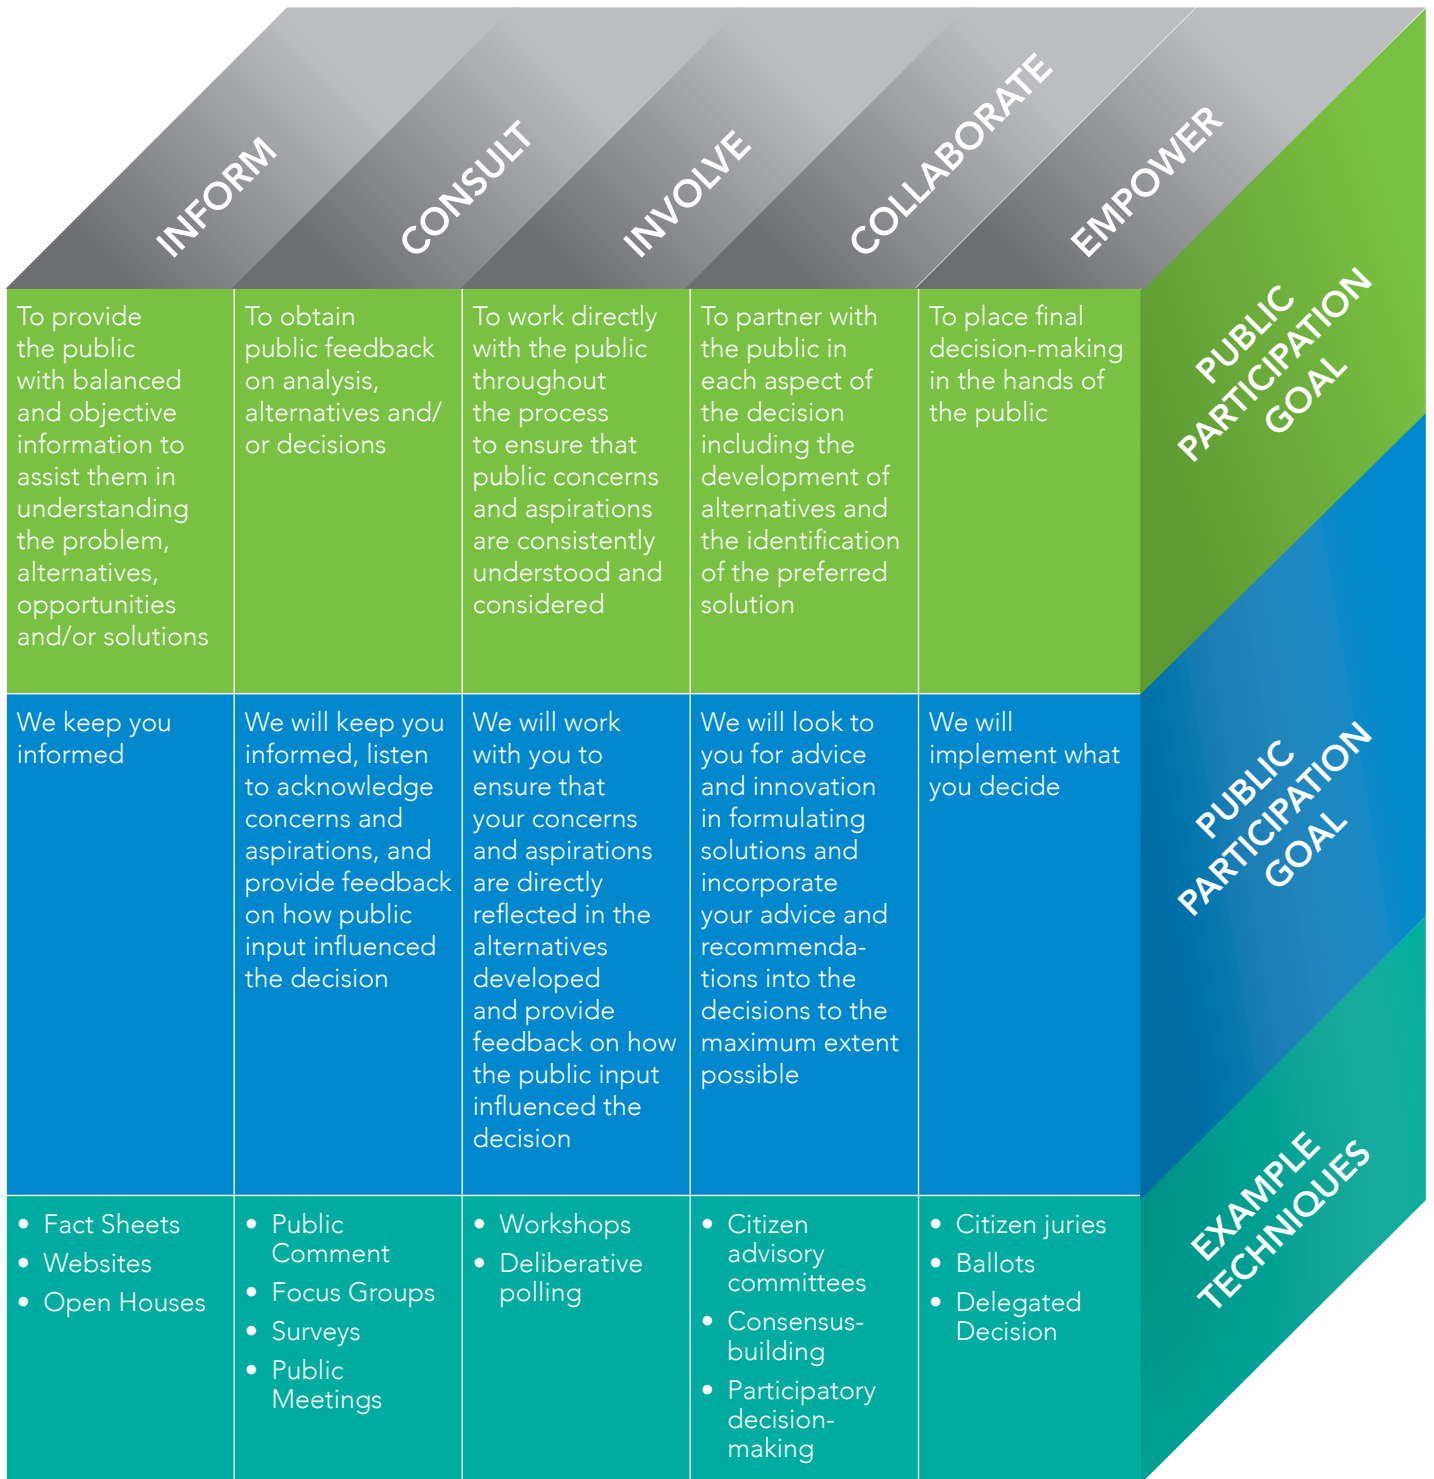 INFORM
CONSULT
INVOLVE
COLLABORATE
EMPOWER
To provide
the public
with balanced
and objective
information to
assist them in
understanding
the problem,
alternatives,
opportunities
and/or solutions
To obtain
public feedback
on analysis,
alternatives and/
or decisions
To work directly
with the public
throughout
the process
to ensure that
public concerns
and aspirations
are consistently
understood and
considered
To partner with
the public in
each aspect of
the decision
including the
development of
alternatives and
the identification
of the preferred
solution
To place final
decision-making
in the hands of
the public
PUBLIC
PARTICIPATION
GOAL
We keep you
informed
We will keep you
informed, listen
to acknowledge
concerns and
aspirations, and
provide feedback
on how public
input influenced
the decision
We will work
with you to
ensure that
your concerns
and aspirations
are directly
reflected in the
alternatives
developed
and provide
feedback on how
the public input
influenced the
decision
We will look to
you for advice
and innovation
in formulating
solutions and
incorporate
your advice and
recommenda-
tions into the
decisions to the
maximum extent
possible
We will
implement what
you decide
PUBLIC
PARTICIPATION
GOAL
• Fact Sheets
• Websites
• Open Houses
• Public
Comment
• Focus Groups
• Surveys
• Public
Meetings
• Workshops
• Deliberative
polling
• Citizen
advisory
committees
• Consensus-
building
• Participatory
decision-
making
• Citizen juries
• Ballots
• Delegated
Decision
EXAMPLE
TECHNIQUES